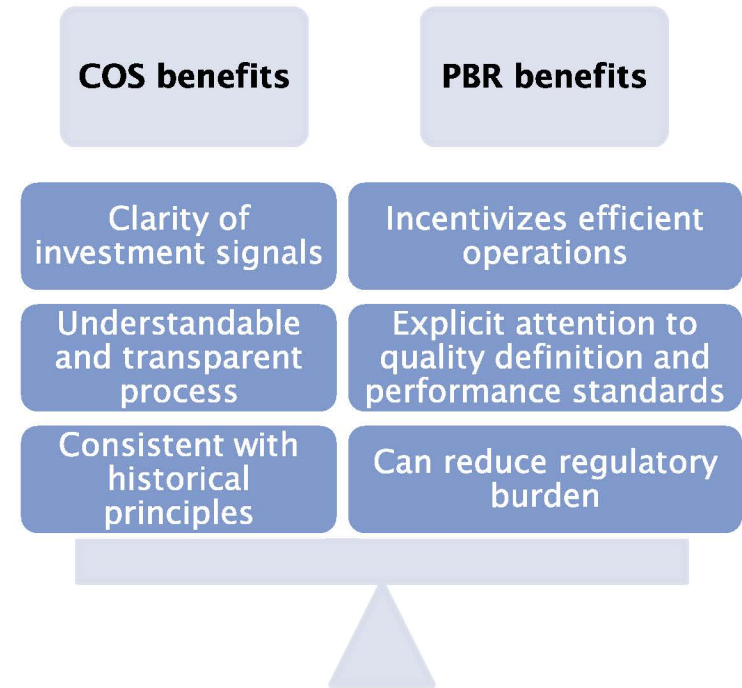 COS benefits
PBR benefits
Clarity of
investment signals
Incentivizes efficient
operations
Understandable
and transparent
process
Explicit attention to
quality definition and
performance standards
Consistent with
historical
principles
Can reduce regulatory
burden